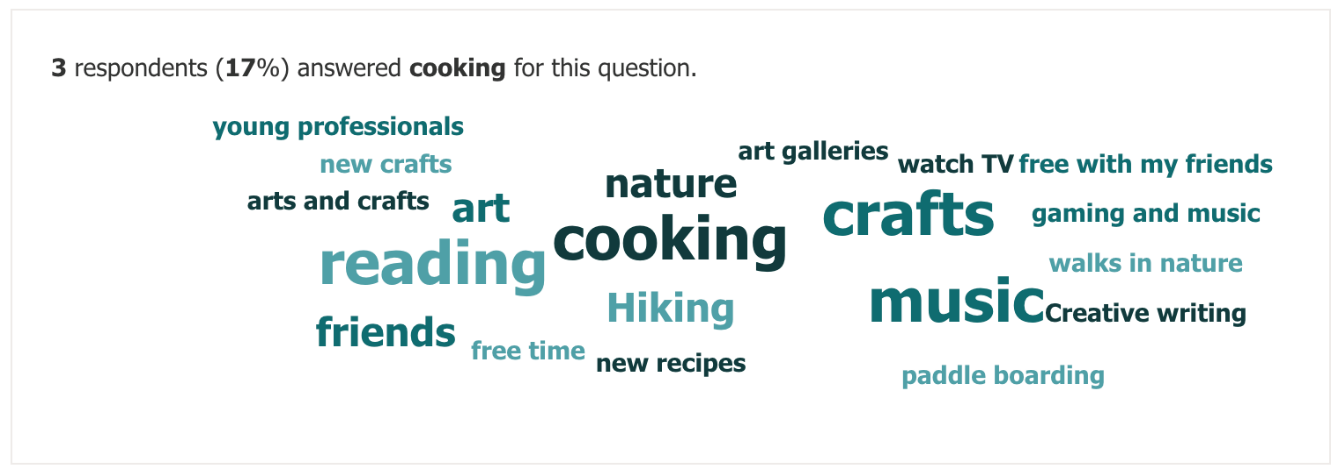 3 respondents (17%) answered cooking for this question.
young professionals
new crafts
arts and crafts
art
reading
friends
free time
nature
cooking
Hiking
new recipes
art galleries
watch TV
free with my friends
crafts
gaming and music
walks in nature
music
Creative writing
paddle boarding